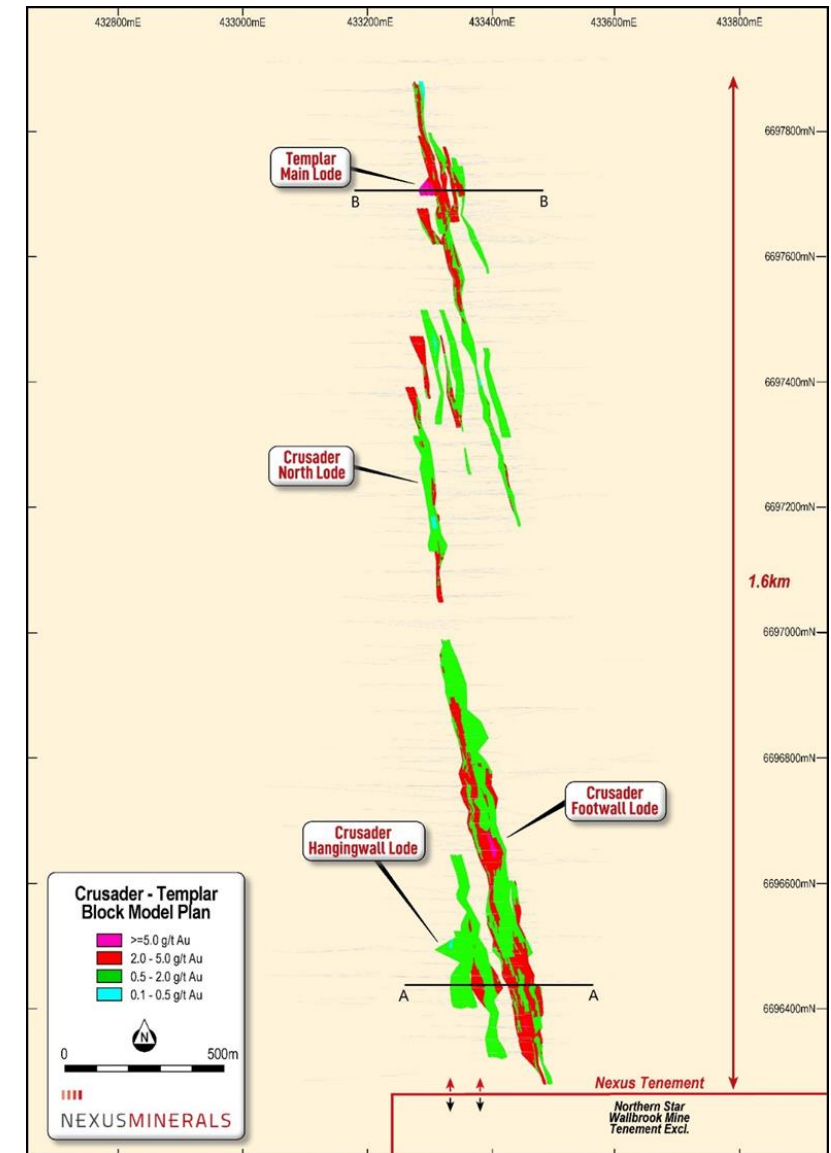 432800mE
433000mE
433200mE
433400mE
433600mE
433800mE
6697800mN
Templar
Main Lode
B
B
6697600mN
6697400mN
Crusader
North Lode
6697200mN
1.6km
6697000mN
6696800mN
Crusader
Footwall Lode
Crusader
Hangingwall Lode
6696600mN
Crusader - Templar
Block Model Plan
>=5.0 g/t Au
2.0 - 5.0 g/t Au
0.5 - 2.0 g/t Au
0.1 - 0.5 g/t Au
A
A
6696400mN
N
0
500m
Nexus Tenement
Northern Star
Wallbrook Mine
Tenement Excl.
NEXUSMINERALS